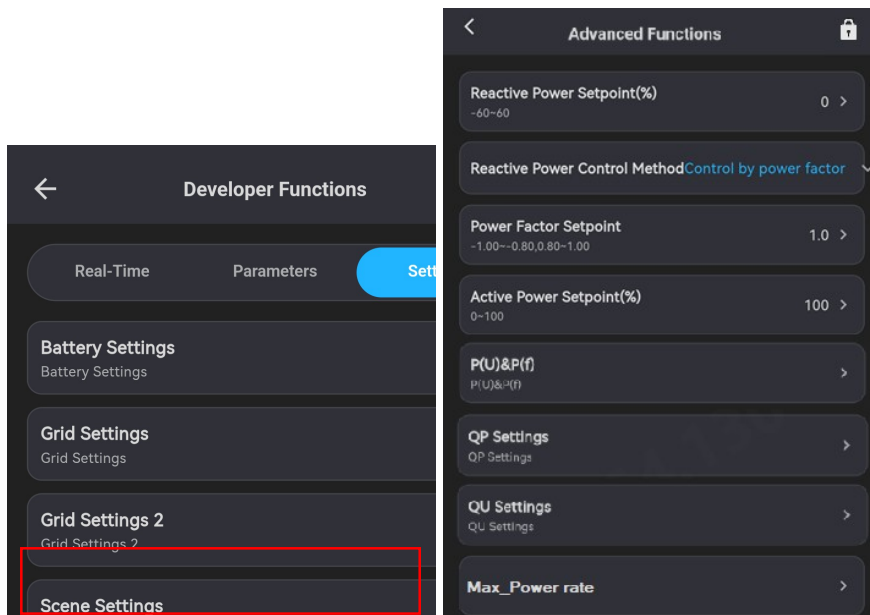 Developer Functions
Real-Time
Parameters
Sett
Battery Settings
Battery Settings
Grid Settings
Grid Settings
Grid Settings 2
Grid Settings 2
Scene Settings
Advanced Functions
Reactive Power Setpoint(%)
0
-60~60
Reactive Power Control MethodControl by power factor
Power Factor Setpoint
1.0
-1.00~-0.80,0.80~1.00
Active Power Setpoint(%)
100
0~100
P(U)&P(f)
P(U)&P(f)
QP Settings
QP Settings
QU Settings
QU Settings
Max_Power rate